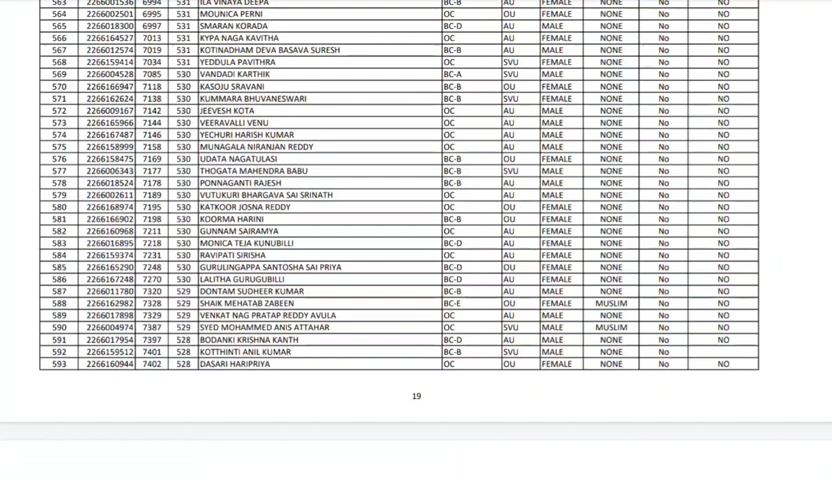 563 2266001536 6994 531 ILA VINAYA DEEPA BC-B AU FEMALE NONE No NO
564 2266002501 6995 531 MOUNICA PERNI OC OU FEMALE NONE No NO
565 2266018300 6997 531 SMARAN KORADA BC-D AU MALE NONE No NO
566 2266164527 7013 531 KYPA NAGA KAVITHA OC AU FEMALE NONE No NO
567 2266012574 7019 531 KOTINADHAM DEVA BASAVA SURESH BC-B AU MALE NONE No NO
568 2266159414 7034 531 YEDDULA PAVITHRA OC SVU FEMALE NONE No NO
569 2266004528 7085 530 VANDADI KARTHIK BC-A SVU MALE NONE No NO
570 2266166947 7118 530 KASOJU SRAVANI BC-B OU FEMALE NONE No NO
571 2266162624 7138 530 KUMMARA BHUVANESWARI BC-B SVU FEMALE NONE No NO
572 2266009167 7142 530 JEEVESH KOTA OC AU MALE NONE No NO
573 2266165966 7144 530 VEERAVALLI VENU OC AU MALE NONE No NO
574 2266167487 7146 530 YECHURI HARISH KUMAR OC AU MALE NONE No NO
575 2266158999 7158 530 MUNAGALA NIRANJAN REDDY OC AU MALE NONE No NO
576 2266158475 7169 530 UDATA NAGATULASI BC-B OU FEMALE NONE No NO
577 2266006343 7177 530 THOGATA MAHENDRA BABU BC-B SVU MALE NONE No NO
578 2266018524 7178 530 PONNAGANTI RAJESH BC-B AU MALE NONE No NO
579 2266002611 7189 530 VUTUKURI BHARGAVA SAI SRINATH OC AU MALE NONE No NO
580 2266168974 7195 530 KATKOOR JOSNA REDDY OC OU FEMALE NONE No NO
581 2266166902 7198 530 KOORMA HARINI BC-B OU FEMALE NONE No NO
582 2266160968 7211 530 GUNNAM SAIRAMYA OC AU FEMALE NONE No NO
583 2266016895 7218 530 MONICA TEJA KUNUBILLI BC-D AU FEMALE NONE No NO
584 2266159374 7231 530 RAVIPATI SIRISHA OC AU FEMALE NONE No NO
585 2266165290 7248 530 GURULINGAPPA SANTOSHA SAI PRIYA BC-D OU FEMALE NONE No NO
586 2266167248 7270 530 LALITHA GURUGUBILLI BC-D AU FEMALE NONE No NO
587 2266011780 7320 529 DONTAM SUDHEER KUMAR BC-B AU MALE NONE No NO
588 2266162982 7328 529 SHAIK MEHATAB ZABEEN BC-E OU FEMALE MUSLIM No NO
589 2266017898 7329 529 VENKAT NAG PRATAP REDDY AVULA OC AU MALE NONE No NO
590 2266004974 7387 529 SYED MOHAMMED ANIS ATTAHAR OC SVU MALE MUSLIM No NO
591 2266017954 7397 528 BODANKI KRISHNA KANTH BC-D AU MALE NONE No NO
592 2266159512 7401 528 KOTTHINTI ANIL KUMAR BC-B SVU MALE NONE No
593 2266160944 7402 528 DASARI HARIPRIYA OC OU FEMALE NONE No NO
19